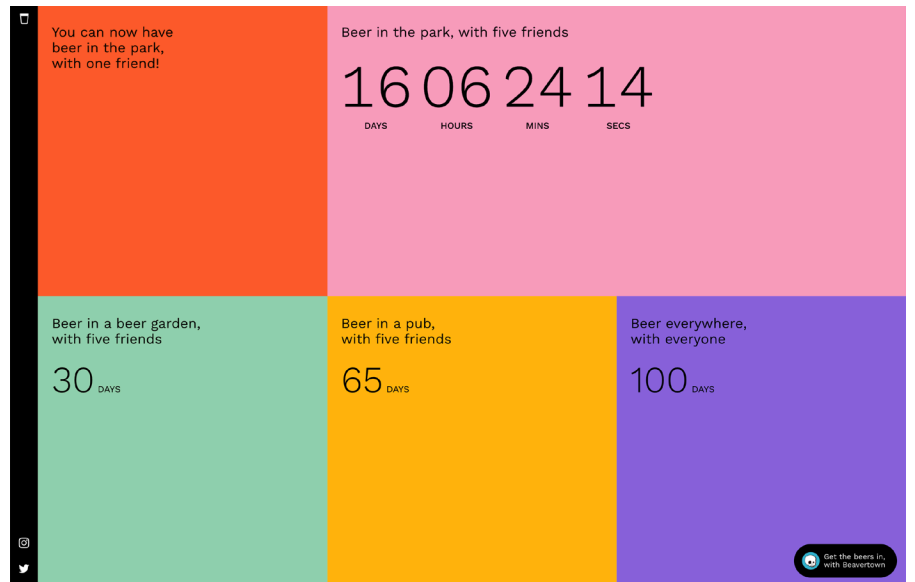 You can now have
beer in the park,
with one friend!
Beer in the park, with five friends
16 06 24 14
DAYS HOURS MINS SECS
Beer in a beer garden,
with five friends
30 DAYS
Beer in a pub,
with five friends
65 DAYS
Beer everywhere,
with everyone
100 DAYS
Get the beers in,
with Beavertown